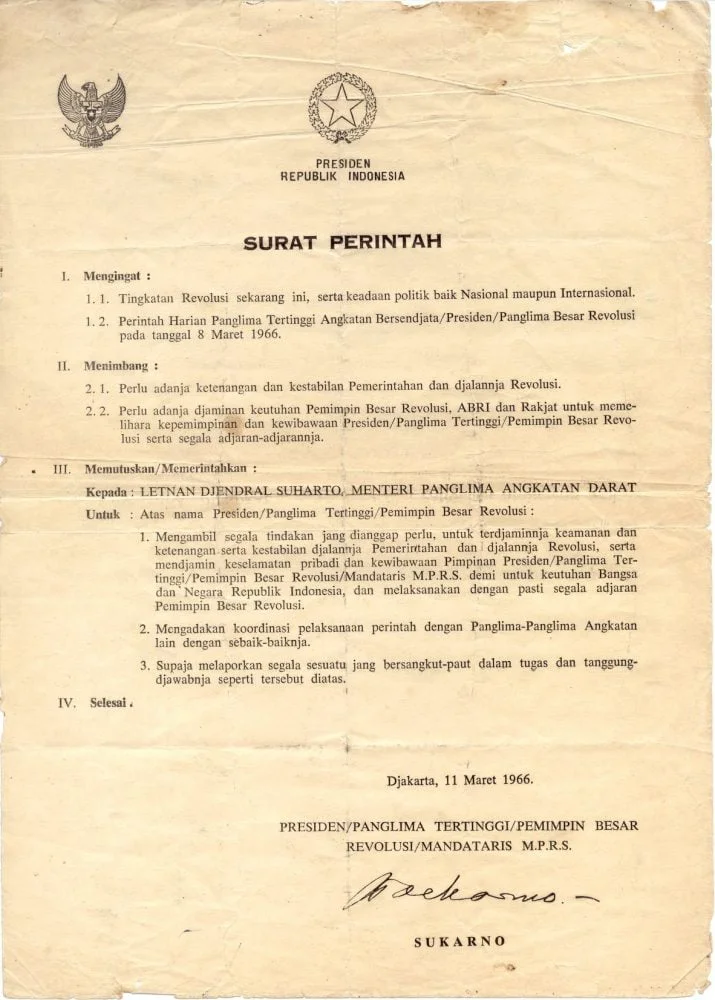 PRESIDEN
REPUBLIK INDONESIA
SURAT PERINTAH
I. Mengingat :
1. 1. Tingkatan Revolusi sekarang ini, serta keadaan politik baik Nasional maupun Internasional.
1. 2. Perintah Harian Panglima Tertinggi Angkatan Bersendjata/Presiden/Panglima Besar Revolusi
pada tanggal 8 Maret 1966.
II. Menimbang :
2. 1. Perlu adanja ketenangan dan kestabilan Pemerintahan dan djalannja Revolusi.
2. 2. Perlu adanja djaminan keutuhan Pemimpin Besar Revolusi, ABRI dan Rakjat untuk meme-
lihara kepemimpinan dan kewibawaan Presiden/Panglima Tertinggi/Pemimpin Besar Revo-
lusi serta segala adjaran-adjarannja.
III. Memutuskan/Memerintahkan :
Kepada : LETNAN DJENDRAL SUHARTO, MENTERI PANGLIMA ANGKATAN DARAT
Untuk : Atas nama Presiden/Panglima Tertinggi/Pemimpin Besar Revolusi :
1. Mengambil segala tindakan jang dianggap perlu, untuk terdjaminnja keamanan dan
ketenangan serta kestabilan djalannja Pemerintahan dan djalannja Revolusi, serta
mendjamin keselamatan pribadi dan kewibawaan Pimpinan Presiden/Panglima Ter-
tinggi/Pemimpin Besar Revolusi/Mandataris M.P.R.S. demi untuk keutuhan Bangsa
dan Negara Republik Indonesia, dan melaksanakan dengan pasti segala adjaran
Pemimpin Besar Revolusi.
2. Mengadakan koordinasi pelaksanaan perintah dengan Panglima-Panglima Angkatan
lain dengan sebaik-baiknja.
3. Supaja melaporkan segala sesuatu jang bersangkut-paut dalam tugas dan tanggung-
djawabnja seperti tersebut diatas.
IV. Selesai.
Djakarta, 11 Maret 1966.
PRESIDEN/PANGLIMA TERTINGGI/PEMIMPIN BESAR
REVOLUSI/MANDATARIS M.P.R.S.
Soekarno.-
SUKARNO